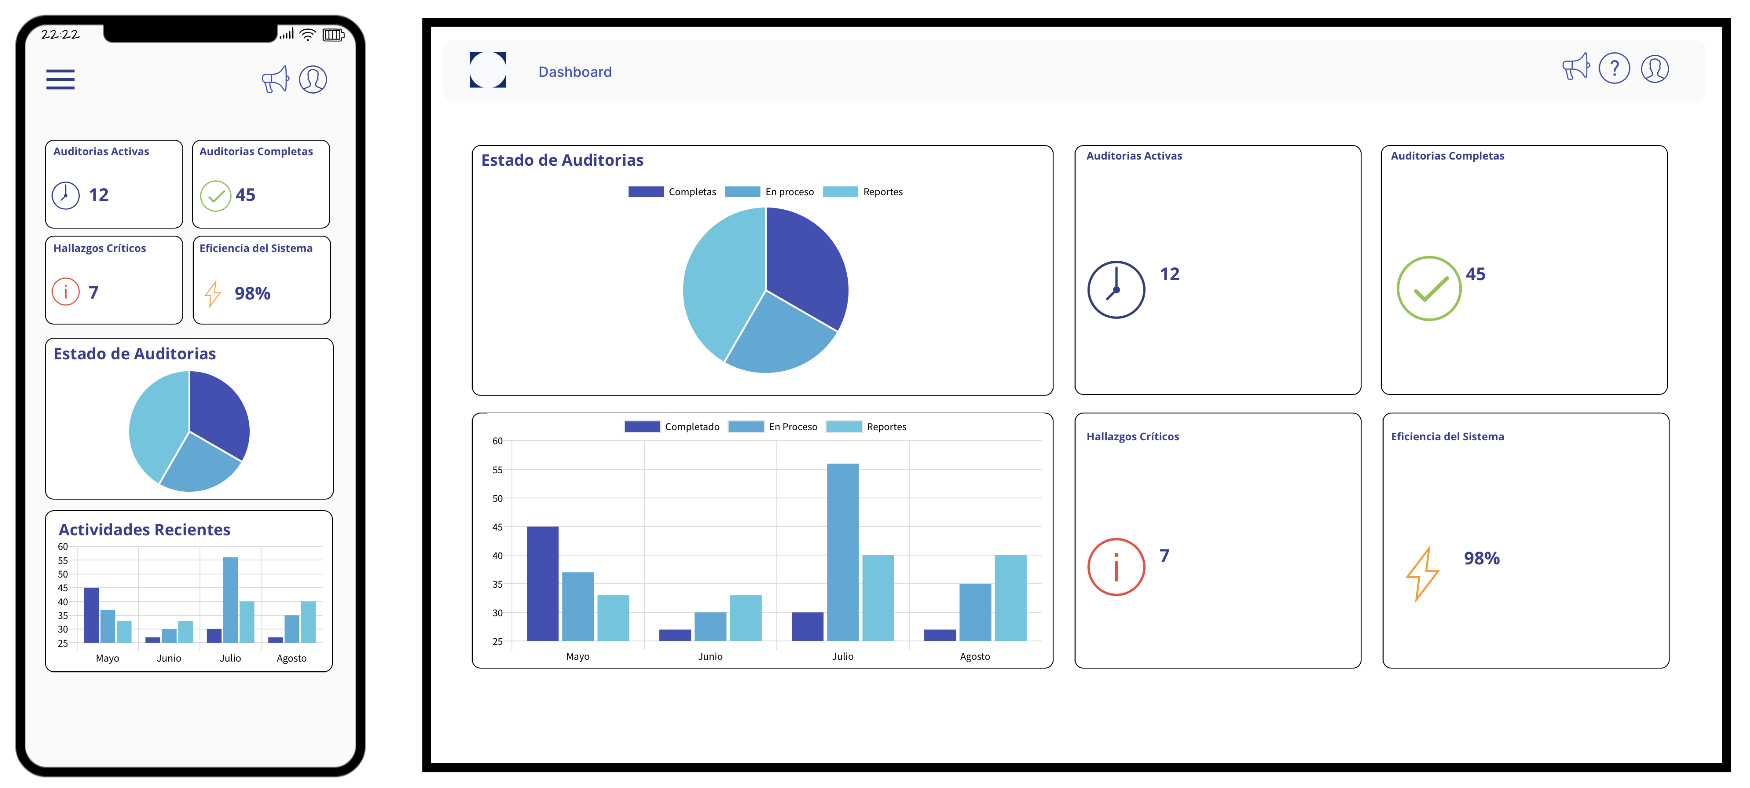 22:22
Auditorias Activas
12
Auditorias Completas
45
Hallazgos Críticos
7
Eficiencia del Sistema
98%
Estado de Auditorias
Actividades Recientes
60
55
50
45
40
35
30
25
Mayo Junio Julio Agosto
Dashboard
?
Estado de Auditorias
Completas En proceso Reportes
Auditorias Activas
12
Auditorias Completas
45
Completado En Proceso Reportes
60
55
50
45
40
35
30
25
Mayo Junio Julio Agosto
Hallazgos Críticos
i
7
Eficiencia del Sistema
98%